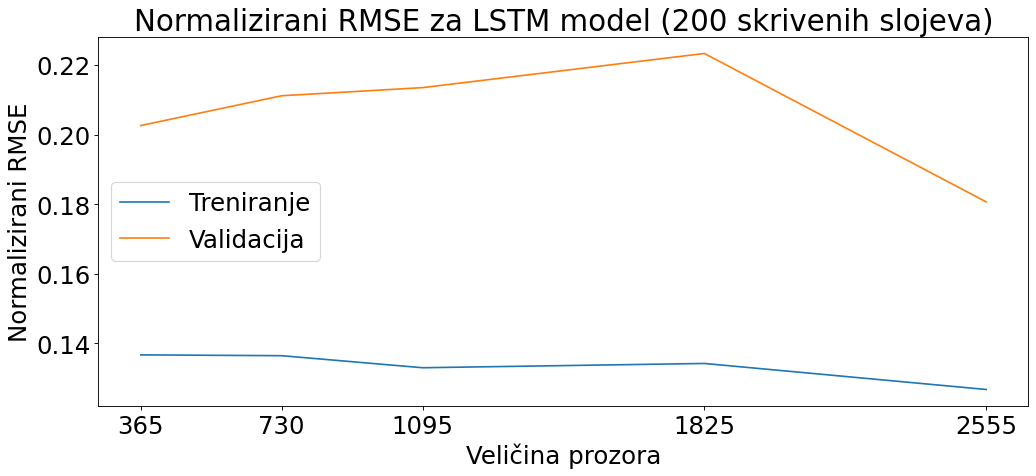 Normalizirani RMSE za LSTM model (200 skrivenih slojeva)
Normalizirani RMSE
0.22
0.20
0.18
0.16
0.14
Treniranje
Validacija
365 730 1095 1825 2555
Veličina prozora